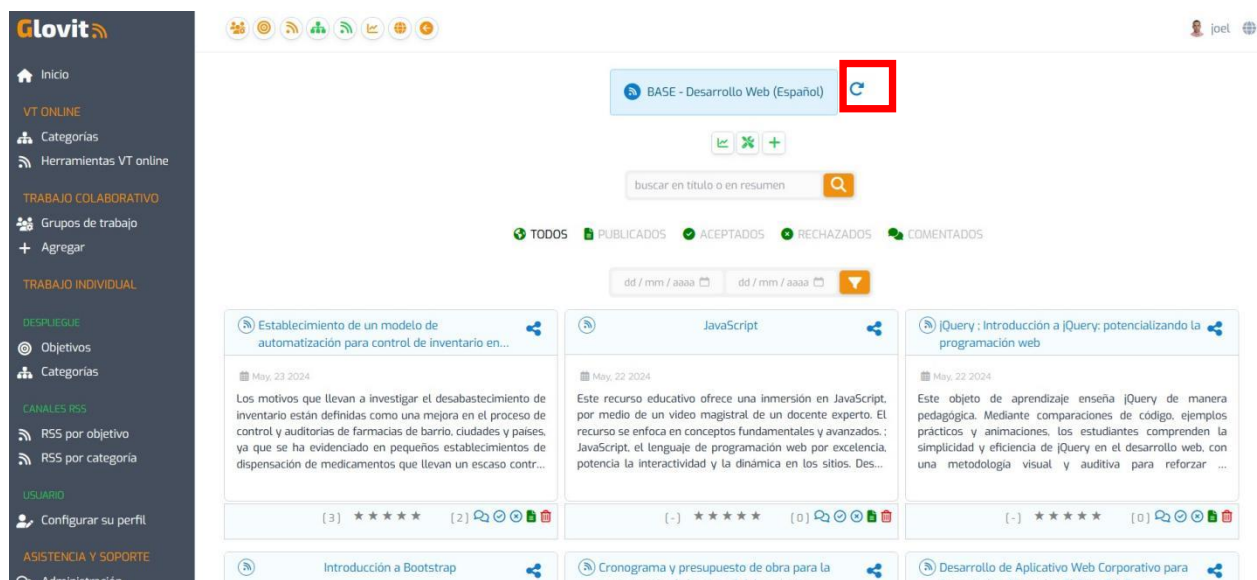 Glovit
joel
Inicio
VT ONLINE
Categorías
Herramientas VT online
TRABAJO COLABORATIVO
Grupos de trabajo
Agregar
TRABAJO INDIVIDUAL
DESPLIEGUE
Objetivos
Categorías
CANALES RSS
RSS por objetivo
RSS por categoría
USUARIO
Configurar su perfil
ASISTENCIA Y SOPORTE
Administración
BASE - Desarrollo Web (Español)
buscar en título o en resumen
TODOS PUBLICADOS ACEPTADOS RECHAZADOS COMENTADOS
dd / mm / aaaa dd / mm / aaaa
Establecimiento de un modelo de
automatización para control de inventario en...
May, 23 2024
Los motivos que llevan a investigar el desabastecimiento de
inventario están definidas como una mejora en el proceso de
control y auditorias de farmacias de barrio, ciudades y países,
ya que se ha evidenciado en pequeños establecimientos de
dispensación de medicamentos que llevan un escaso contr...
[3] ★★★★★ [2]
JavaScript
May, 22 2024
Este recurso educativo ofrece una inmersión en JavaScript,
por medio de un video magistral de un docente experto. El
recurso se enfoca en conceptos fundamentales y avanzados. ;
JavaScript, el lenguaje de programación web por excelencia,
potencia la interactividad y la dinámica en los sitios. Des...
[-] ★★★★★ [0]
jQuery ; Introducción a jQuery: potencializando la
programación web
May, 22 2024
Este objeto de aprendizaje enseña jQuery de manera
pedagógica. Mediante comparaciones de código, ejemplos
prácticos y animaciones, los estudiantes comprenden la
simplicidad y eficiencia de jQuery en el desarrollo web, con
una metodología visual y auditiva para reforzar ...
[-] ★★★★★ [0]
Introducción a Bootstrap
Cronograma y presupuesto de obra para la
Desarrollo de Aplicativo Web Corporativo para